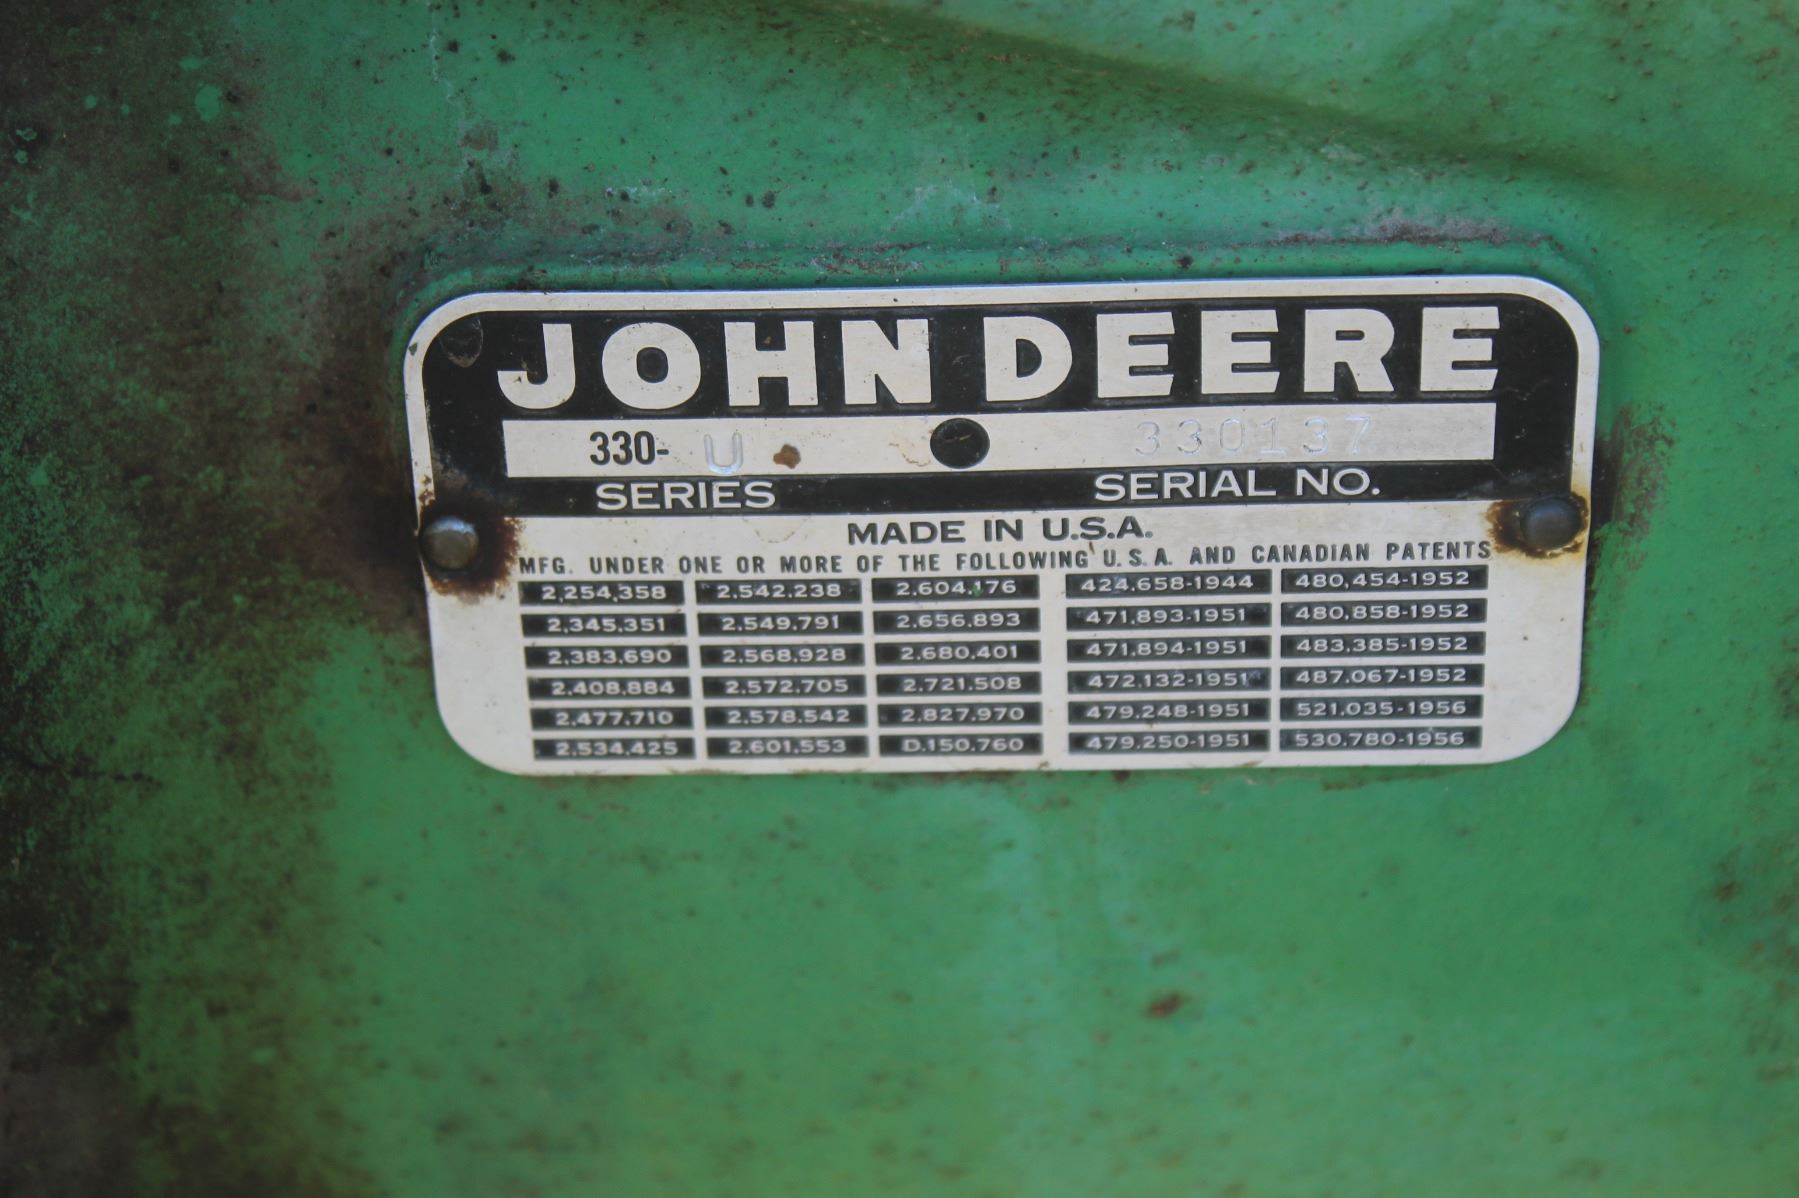 JOHN DEERE
330- U 330137
SERIES SERIAL NO.
MADE IN U.S.A.
MFG. UNDER ONE OR MORE OF THE FOLLOWING U.S.A. AND CANADIAN PATENTS
2,254,358 2,542,238 2,604,176 424,658-1944 480,454-1952
2,345,351 2,549,791 2,656,893 471,893-1951 480,858-1952
2,383,690 2,568,928 2,680,401 471,894-1951 483,385-1952
2,408,884 2,572,705 2,721,508 472,132-1951 487,067-1952
2,477,710 2,578,542 2,827,970 479,248-1951 521,035-1956
2,534,425 2,601,553 D.150,760 479,250-1951 530,780-1956